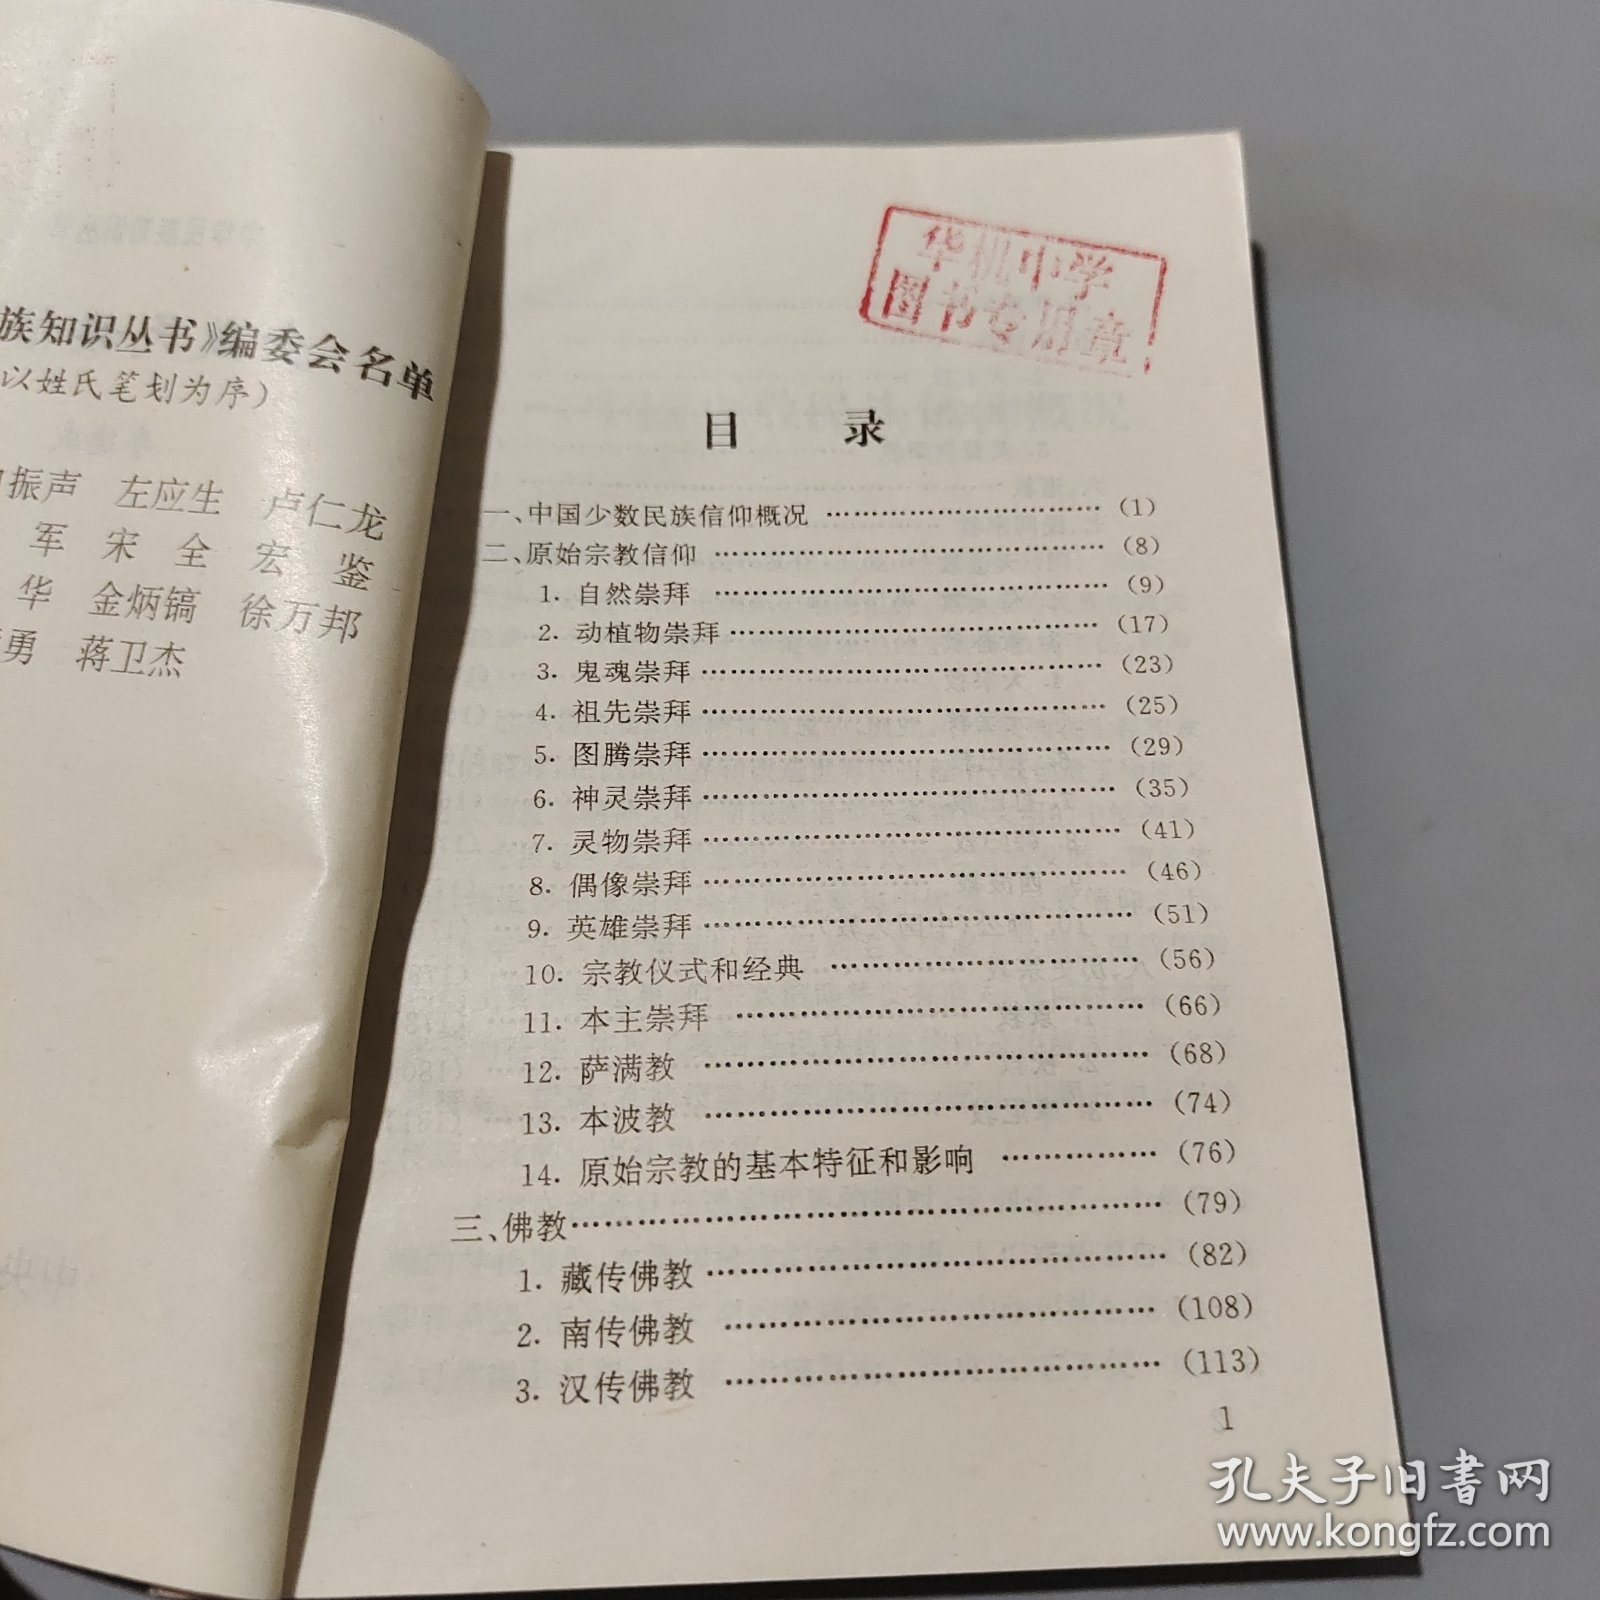 族知识丛书》编委会名单
以姓氏笔划为序）
振声 左应生 卢仁龙
军 宋全 宏鉴
华 金炳镐 徐万邦
勇 蒋卫杰
华机中学
图书专用章
目 录
一、中国少数民族信仰概况 …………………………（1）
二、原始宗教信仰 ……………………………………（8）
1. 自然崇拜 ……………………………………（9）
2. 动植物崇拜 …………………………………（17）
3. 鬼魂崇拜 ……………………………………（23）
4. 祖先崇拜 ……………………………………（25）
5. 图腾崇拜 ……………………………………（29）
6. 神灵崇拜 ……………………………………（35）
7. 灵物崇拜 ……………………………………（41）
8. 偶像崇拜 ……………………………………（46）
9. 英雄崇拜 ……………………………………（51）
10. 宗教仪式和经典 ……………………………（56）
11. 本主崇拜 ……………………………………（66）
12. 萨满教 ………………………………………（68）
13. 本波教 ………………………………………（74）
14. 原始宗教的基本特征和影响 ……………（76）
三、佛教 ………………………………………………（79）
1. 藏传佛教 ……………………………………（82）
2. 南传佛教 ……………………………………（108）
3. 汉传佛教 ……………………………………（113）
1
孔夫子旧书网
www.kongfz.com